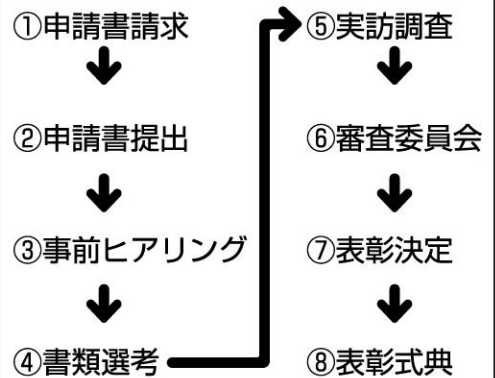 ①申請書請求
②申請書提出
③事前ヒアリング
④書類選考
⑤実訪調査
⑥審査委員会
⑦表彰決定
⑧表彰式典